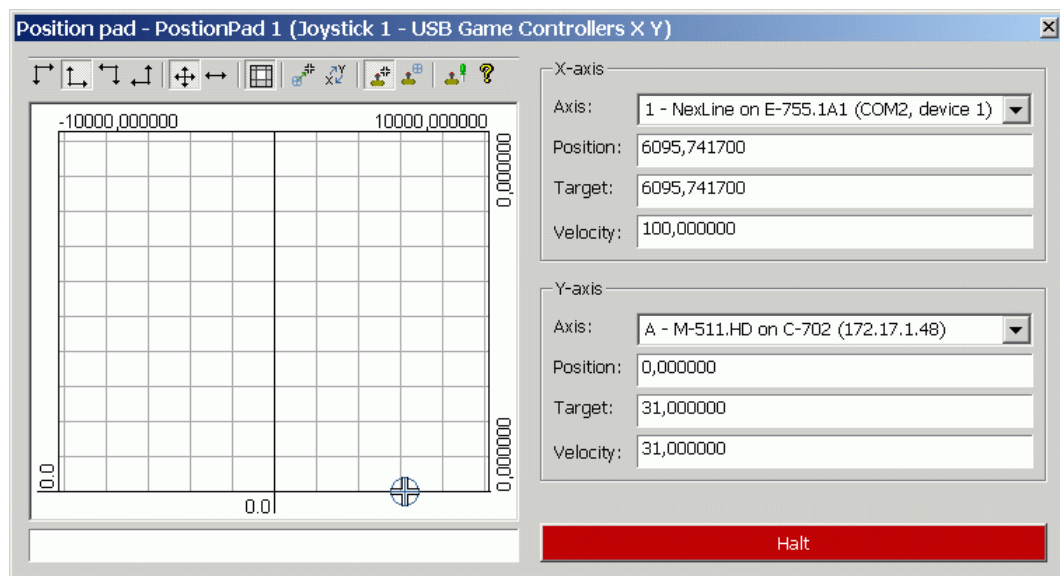 Position pad - PostionPad 1 (Joystick 1 - USB Game Controllers X Y)
XY
?
-10000,000000 10000,000000
0,000000
0,000000
0.0
0.0
X-axis
Axis: 1 - NexLine on E-755.1A1 (COM2, device 1)
Position: 6095,741700
Target: 6095,741700
Velocity: 100,000000
Y-axis
Axis: A - M-511.HD on C-702 (172.17.1.48)
Position: 0,000000
Target: 31,000000
Velocity: 31,000000
Halt